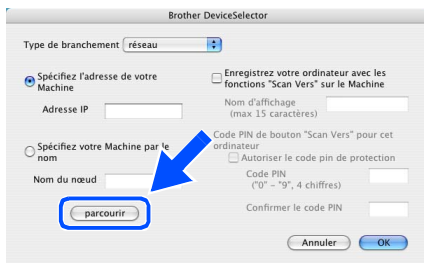 Brother DeviceSelector
Type de branchement réseau
Spécifiez l'adresse de votre
Machine
Adresse IP
Spécifiez votre Machine par le
nom
Nom du nœud
parcourir
Enregistrez votre ordinateur avec les
fonctions "Scan Vers" sur le Machine
Nom d'affichage
(max 15 caractères)
Code PIN de bouton "Scan Vers" pour cet
ordinateur
Autoriser le code pin de protection
Code PIN
("0" - "9", 4 chiffres)
Confirmer le code PIN
Annuler
OK